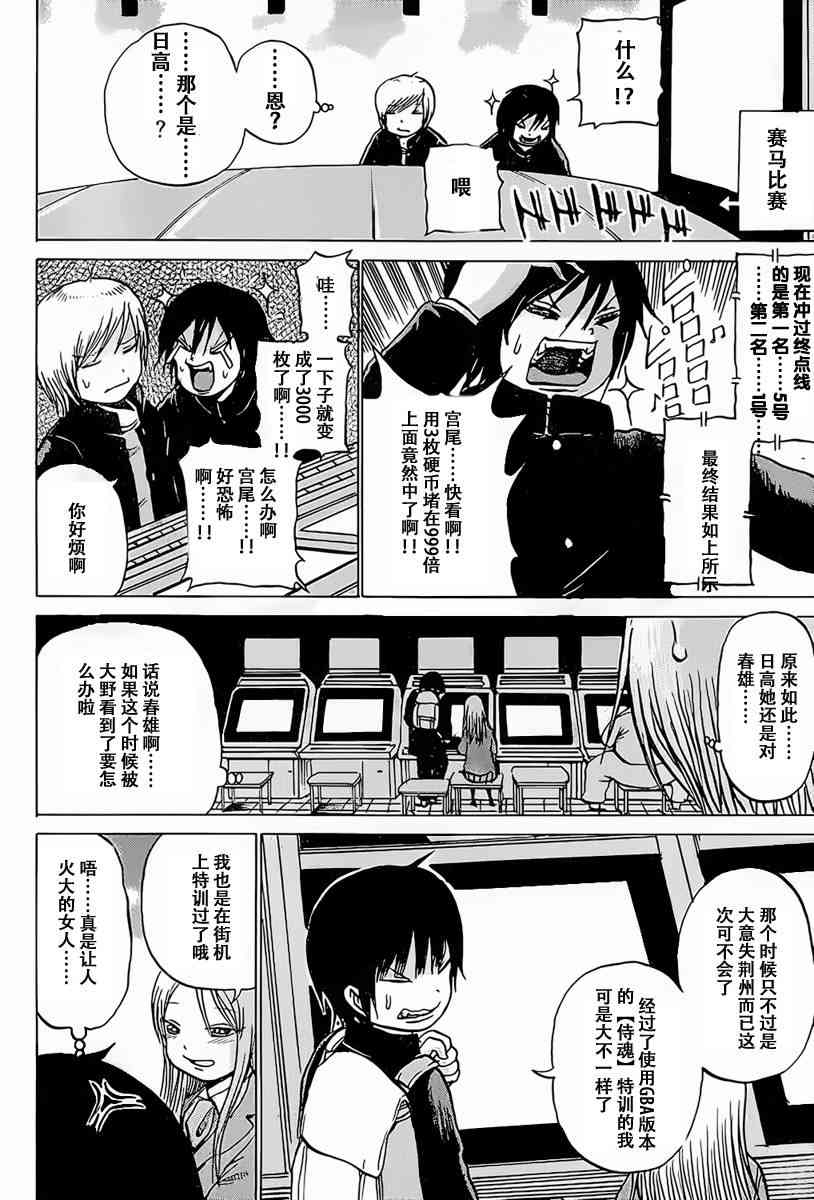 什么!?
赛马比赛
喂
……恩?
……那个是……
日高……?
现在冲过终点线
的是第一名……5号
……第二名……1号
最终结果如上所示
宫尾……快看啊!!
用3枚硬币堵在999倍
上面竟然中了啊!!
哇……
一下子就变
成了3000
枚了啊……!!
怎么办啊
宫尾……!!
好恐怖
啊……!!
你好烦啊
原来如此……
日高她还是对
春雄……
话说春雄啊……
如果这个时候被
大野看到了要怎
么办啦
那个时候只不过是
大意失荆州而已这
次可不会了
经过了使用GBA版本
的【侍魂】特训的我
可是大不一样了
我也是在街机
上特训过了哦
唔……真是让人
火大的女人……